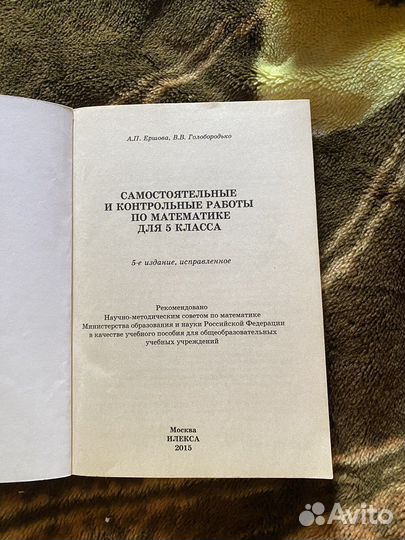 А.П. Ершова, В.В. Голобородько
САМОСТОЯТЕЛЬНЫЕ
И КОНТРОЛЬНЫЕ РАБОТЫ
ПО МАТЕМАТИКЕ
ДЛЯ 5 КЛАССА
5-е издание, исправленное
Рекомендовано
Научно-методическим советом по математике
Министерства образования и науки Российской Федерации
в качестве учебного пособия для общеобразовательных
учебных учреждений
Москва
ИЛЕКСА
2015
Avito